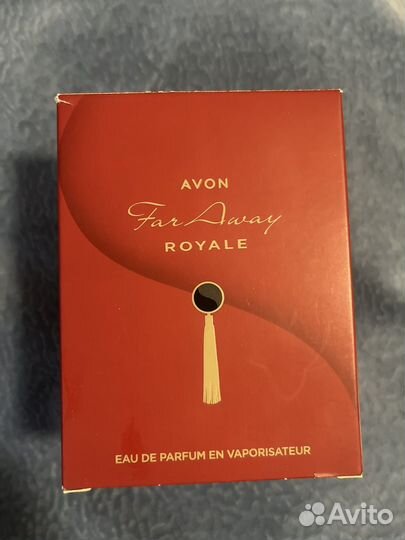 AVON
Far Away
ROYALE
EAU DE PARFUM EN VAPORISATEUR
Avito